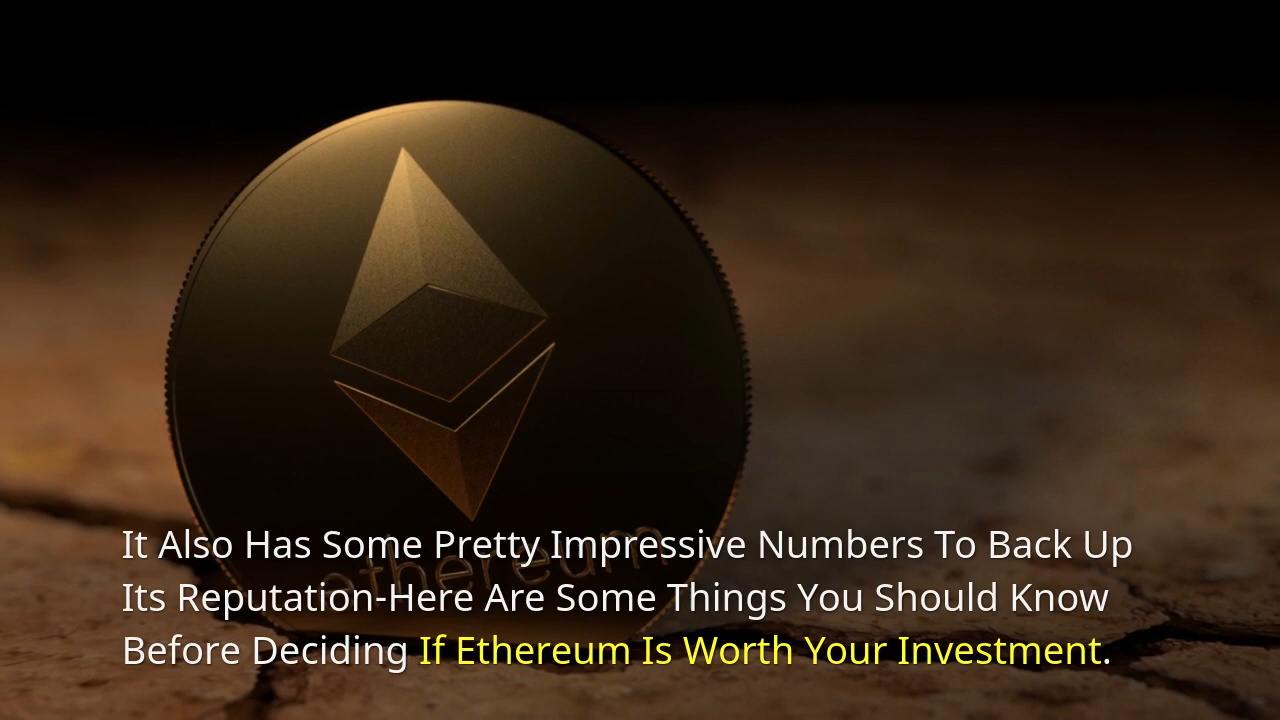 ethereum
It Also Has Some Pretty Impressive Numbers To Back Up
Its Reputation-Here Are Some Things You Should Know
Before Deciding If Ethereum Is Worth Your Investment.